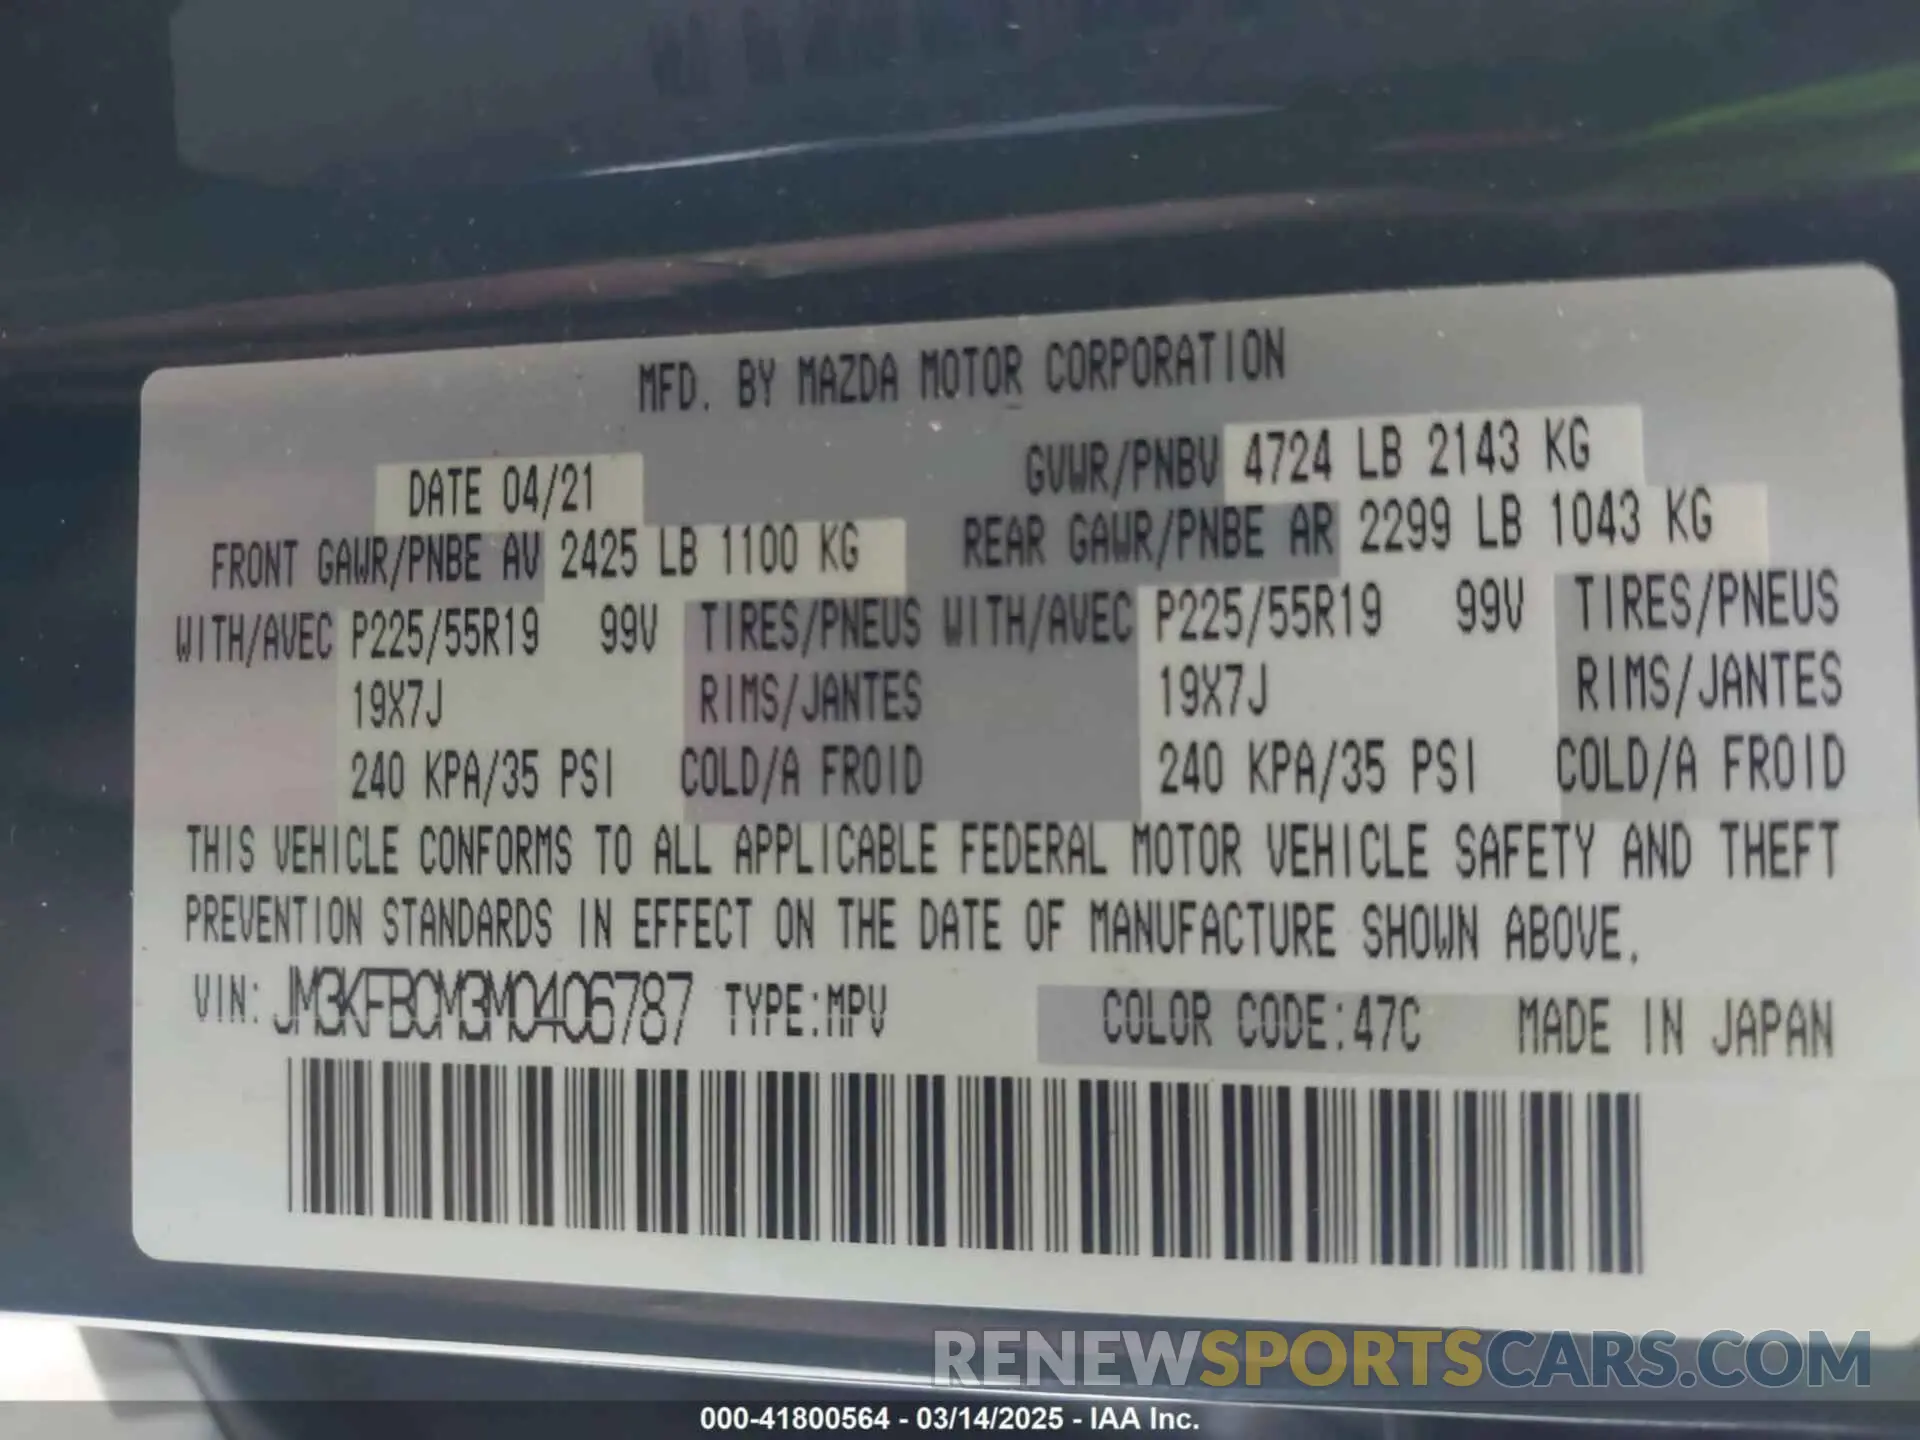 MFD. BY MAZDA MOTOR CORPORATION
DATE 04/21
GVWR/PNBV 4724 LB 2143 KG
FRONT GAWR/PNBE AV 2425 LB 1100 KG
REAR GAWR/PNBE AR 2299 LB 1043 KG
WITH/AVEC P225/55R19 99V TIRES/PNEUS WITH/AVEC P225/55R19 99V TIRES/PNEUS
19X7J RIMS/JANTES 19X7J RIMS/JANTES
240 KPA/35 PSI COLD/A FROID 240 KPA/35 PSI COLD/A FROID
THIS VEHICLE CONFORMS TO ALL APPLICABLE FEDERAL MOTOR VEHICLE SAFETY AND THEFT
PREVENTION STANDARDS IN EFFECT ON THE DATE OF MANUFACTURE SHOWN ABOVE.
VIN: JM3KFBCM3M0406787 TYPE:MPV COLOR CODE:47C MADE IN JAPAN
RENEWSPORTSCARS.COM
000-41800564 - 03/14/2025 - IAA Inc.